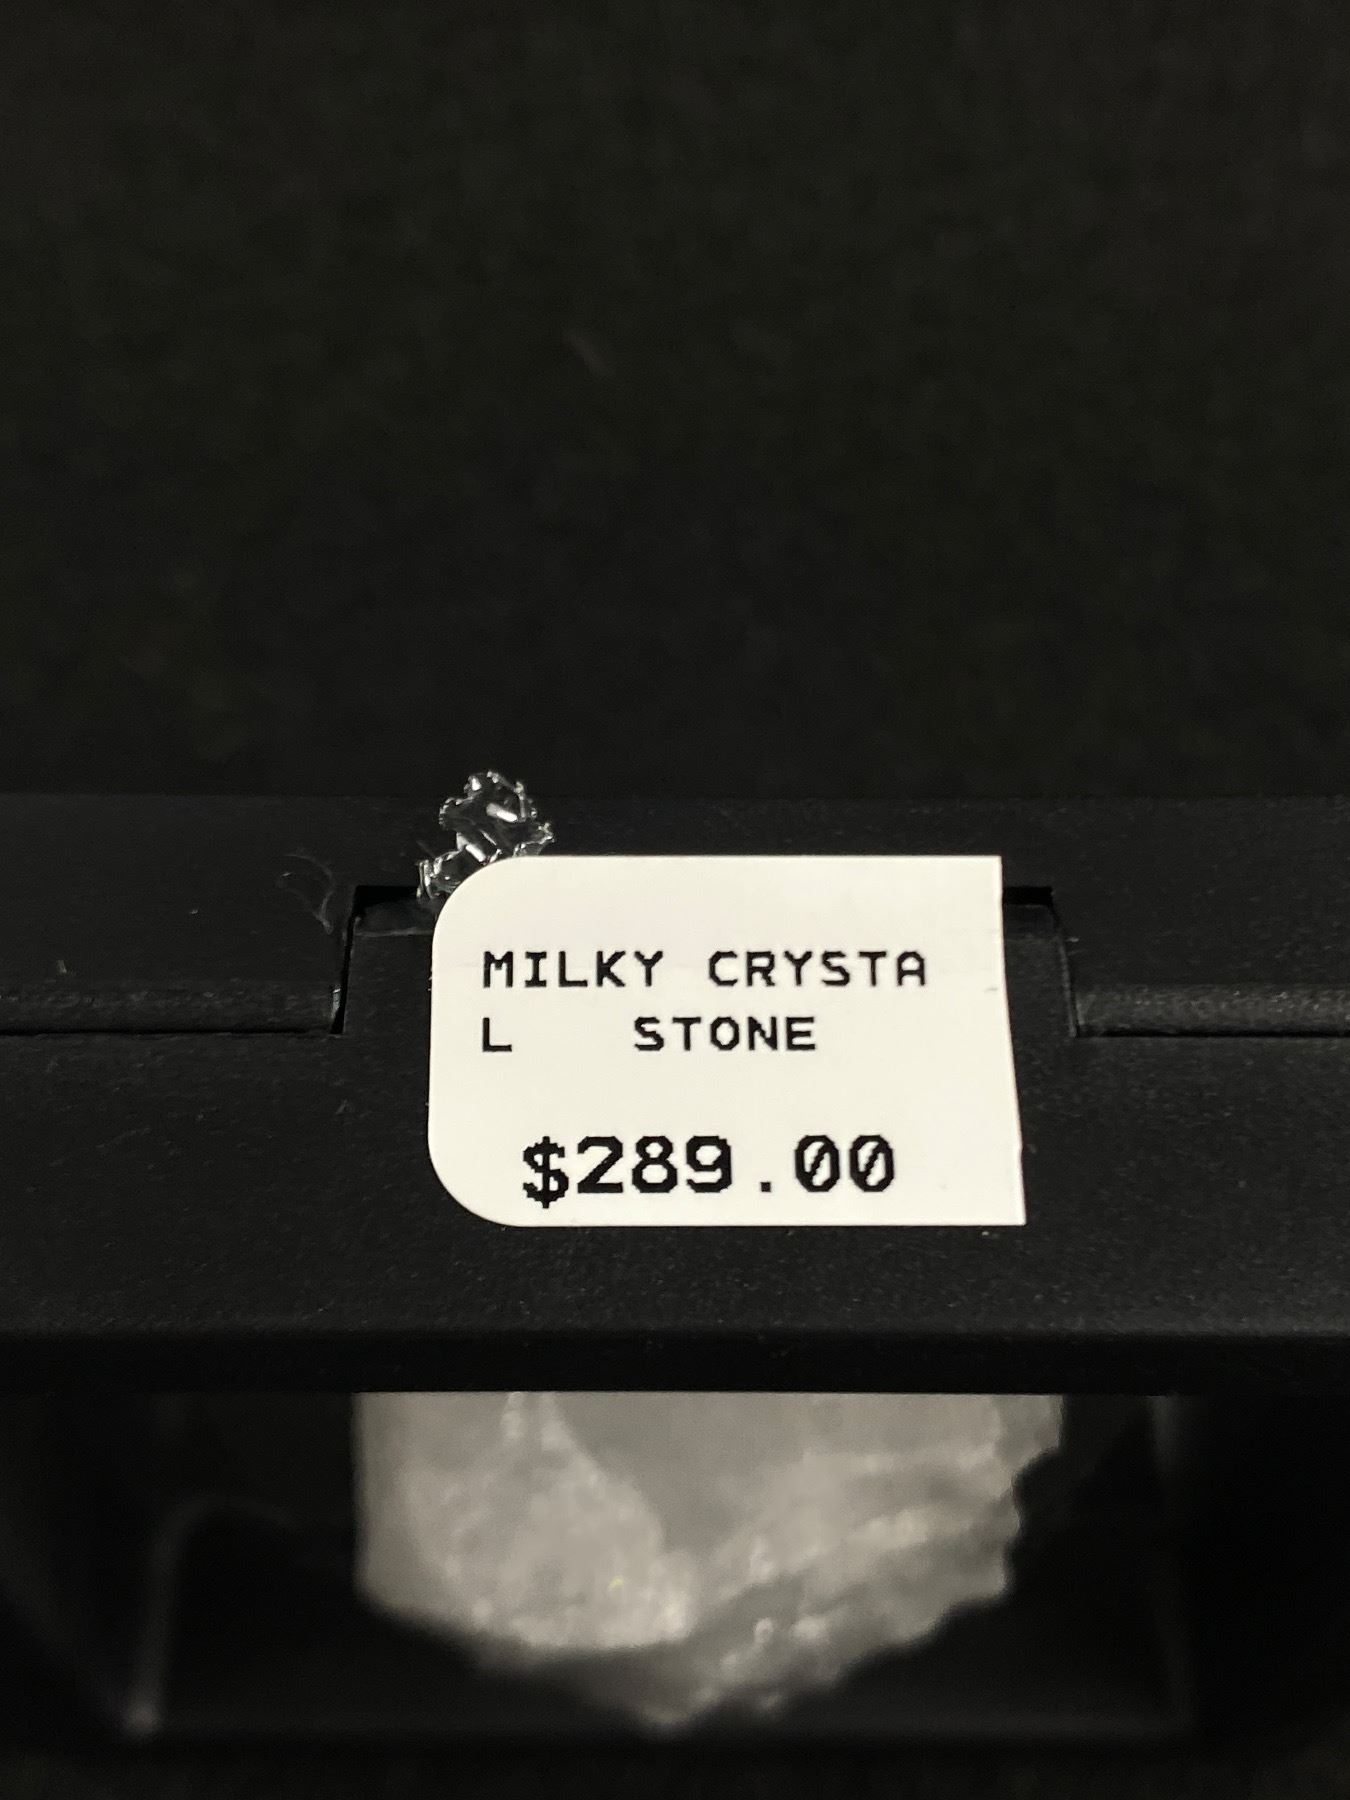 MILKY CRYSTA
L    STONE
$289.00